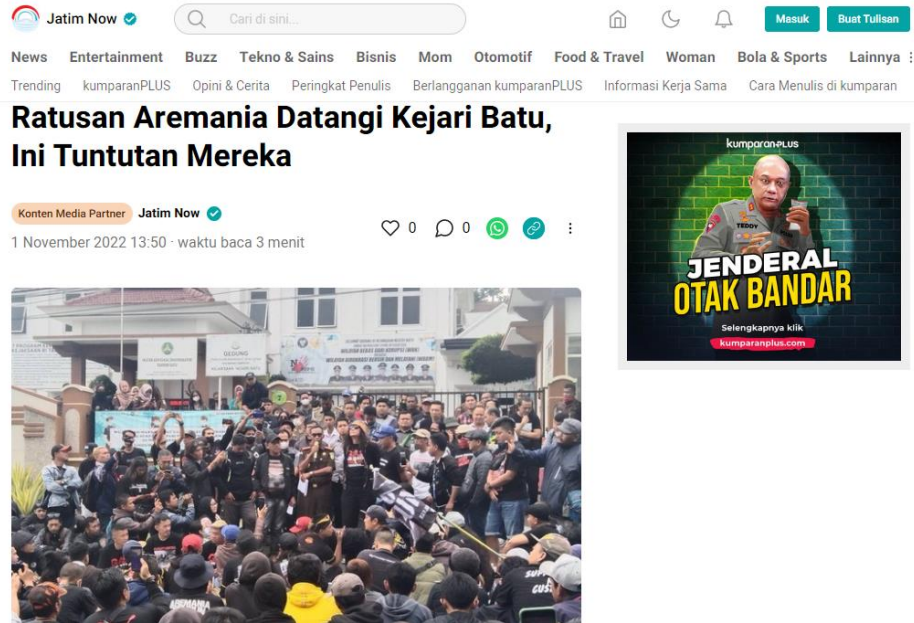 Jatim Now
Cari di sini...
Masuk
Buat Tulisan
News Entertainment Buzz Tekno & Sains Bisnis Mom Otomotif Food & Travel Woman Bola & Sports Lainnya
Trending kumparanPLUS Opini & Cerita Peringkat Penulis Berlangganan kumparanPLUS Informasi Kerja Sama Cara Menulis di kumparan
Ratusan Aremania Datangi Kejari Batu,
Ini Tuntutan Mereka
Konten Media Partner Jatim Now
0 0
1 November 2022 13:50 · waktu baca 3 menit
kumparanPLUS
TEDDY
JENDERAL
OTAK BANDAR
Selengkapnya klik
kumparanplus.com
GEDUNG
AREMANIA